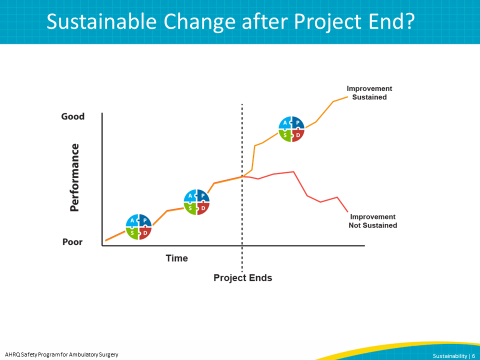 Sustainable Change after Project End?
Improvement
Sustained
Good
A P
S D
Performance
A P
S D
A P
S D
Improvement
Not Sustained
Poor
Time
Project Ends
AHRQ Safety Program for Ambulatory Surgery
Sustainability | 6